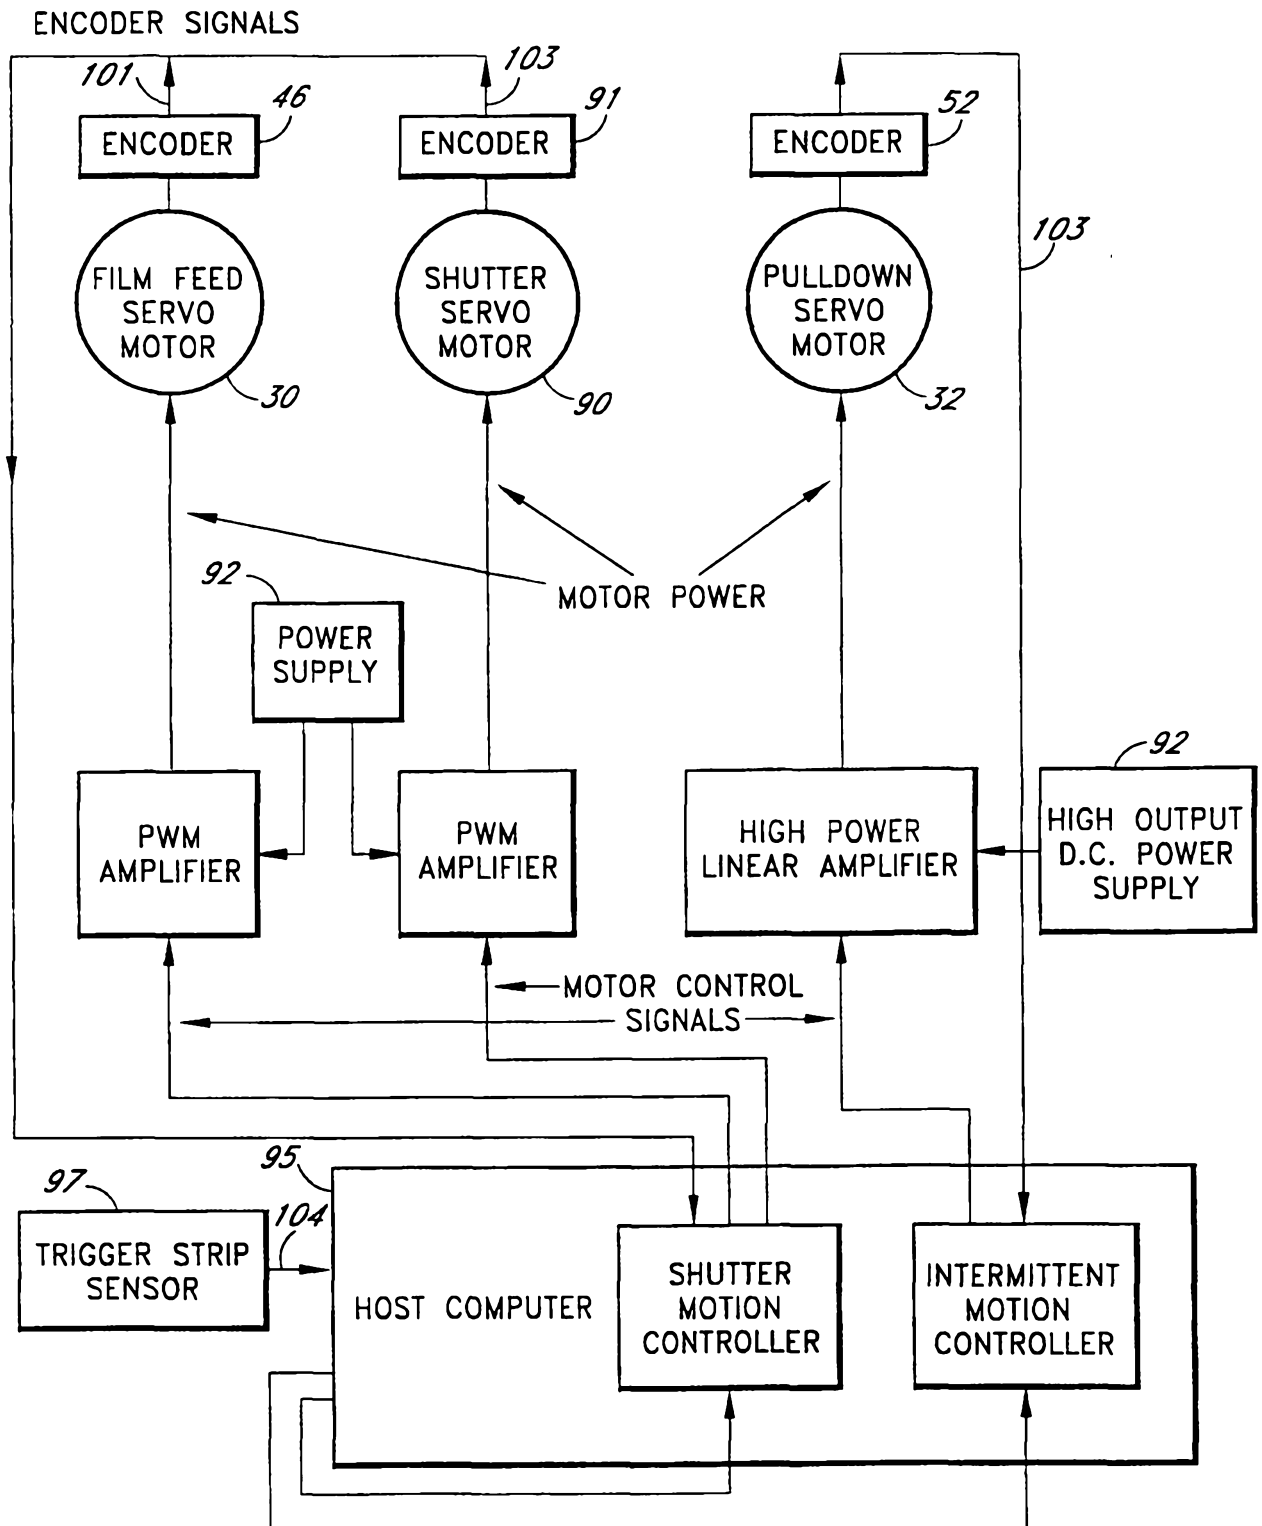 ENCODER SIGNALS
101
103
46
91
52
ENCODER
ENCODER
ENCODER
103
FILM FEED
SERVO
MOTOR
SHUTTER
SERVO
MOTOR
PULLDOWN
SERVO
MOTOR
30
90
32
MOTOR POWER
92
POWER
SUPPLY
92
PWM
AMPLIFIER
PWM
AMPLIFIER
HIGH POWER
LINEAR AMPLIFIER
HIGH OUTPUT
D.C. POWER
SUPPLY
MOTOR CONTROL
SIGNALS
95
97
104
TRIGGER STRIP
SENSOR
HOST COMPUTER
SHUTTER
MOTION
CONTROLLER
INTERMITTENT
MOTION
CONTROLLER